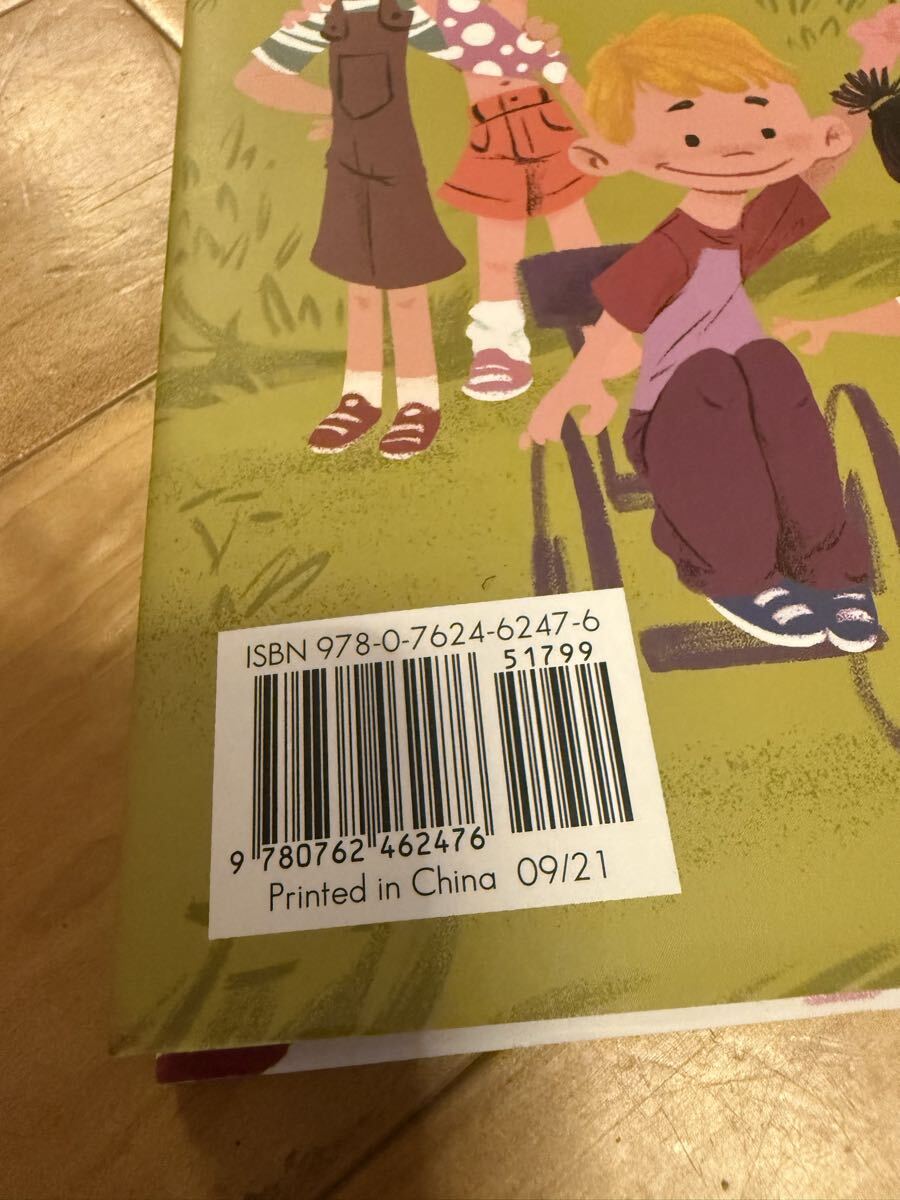 ISBN 978-0-7624-6247-6
51799
9 780762 462476
Printed in China 09/21